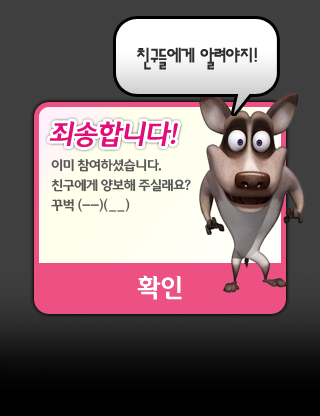 친구들에게 알려야지!
죄송합니다!
이미 참여하셨습니다.
친구에게 양보해 주실래요?
꾸벅 (——)(__)
확인